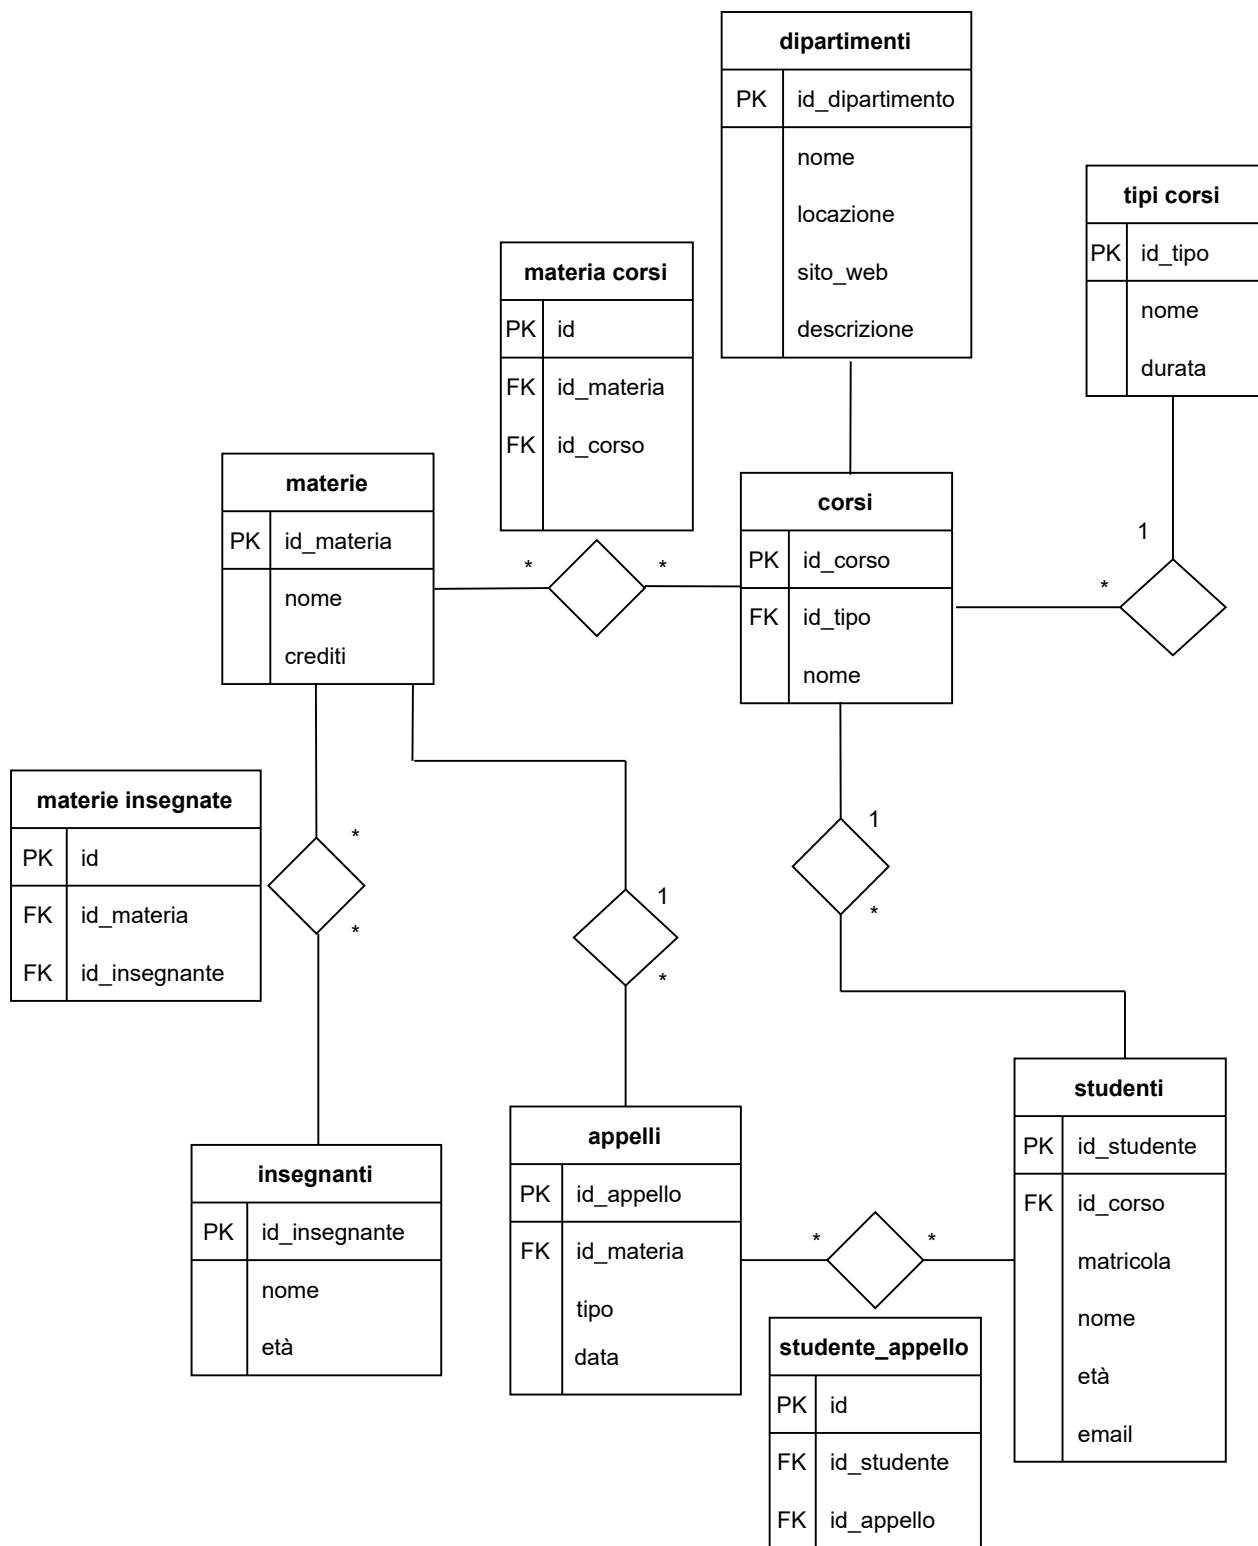 dipartimenti
PK id_dipartimento
nome
locazione
sito_web
descrizione
tipi corsi
PK id_tipo
nome
durata
materia corsi
PK id
FK id_materia
FK id_corso
materie
PK id_materia
nome
crediti
corsi
PK id_corso
FK id_tipo
nome
* *
* 1
materie insegnate
PK id
FK id_materia
FK id_insegnante
*
*
1
*
1
*
insegnanti
PK id_insegnante
nome
età
appelli
PK id_appello
FK id_materia
tipo
data
* *
studenti
PK id_studente
FK id_corso
matricola
nome
età
email
studente_appello
PK id
FK id_studente
FK id_appello